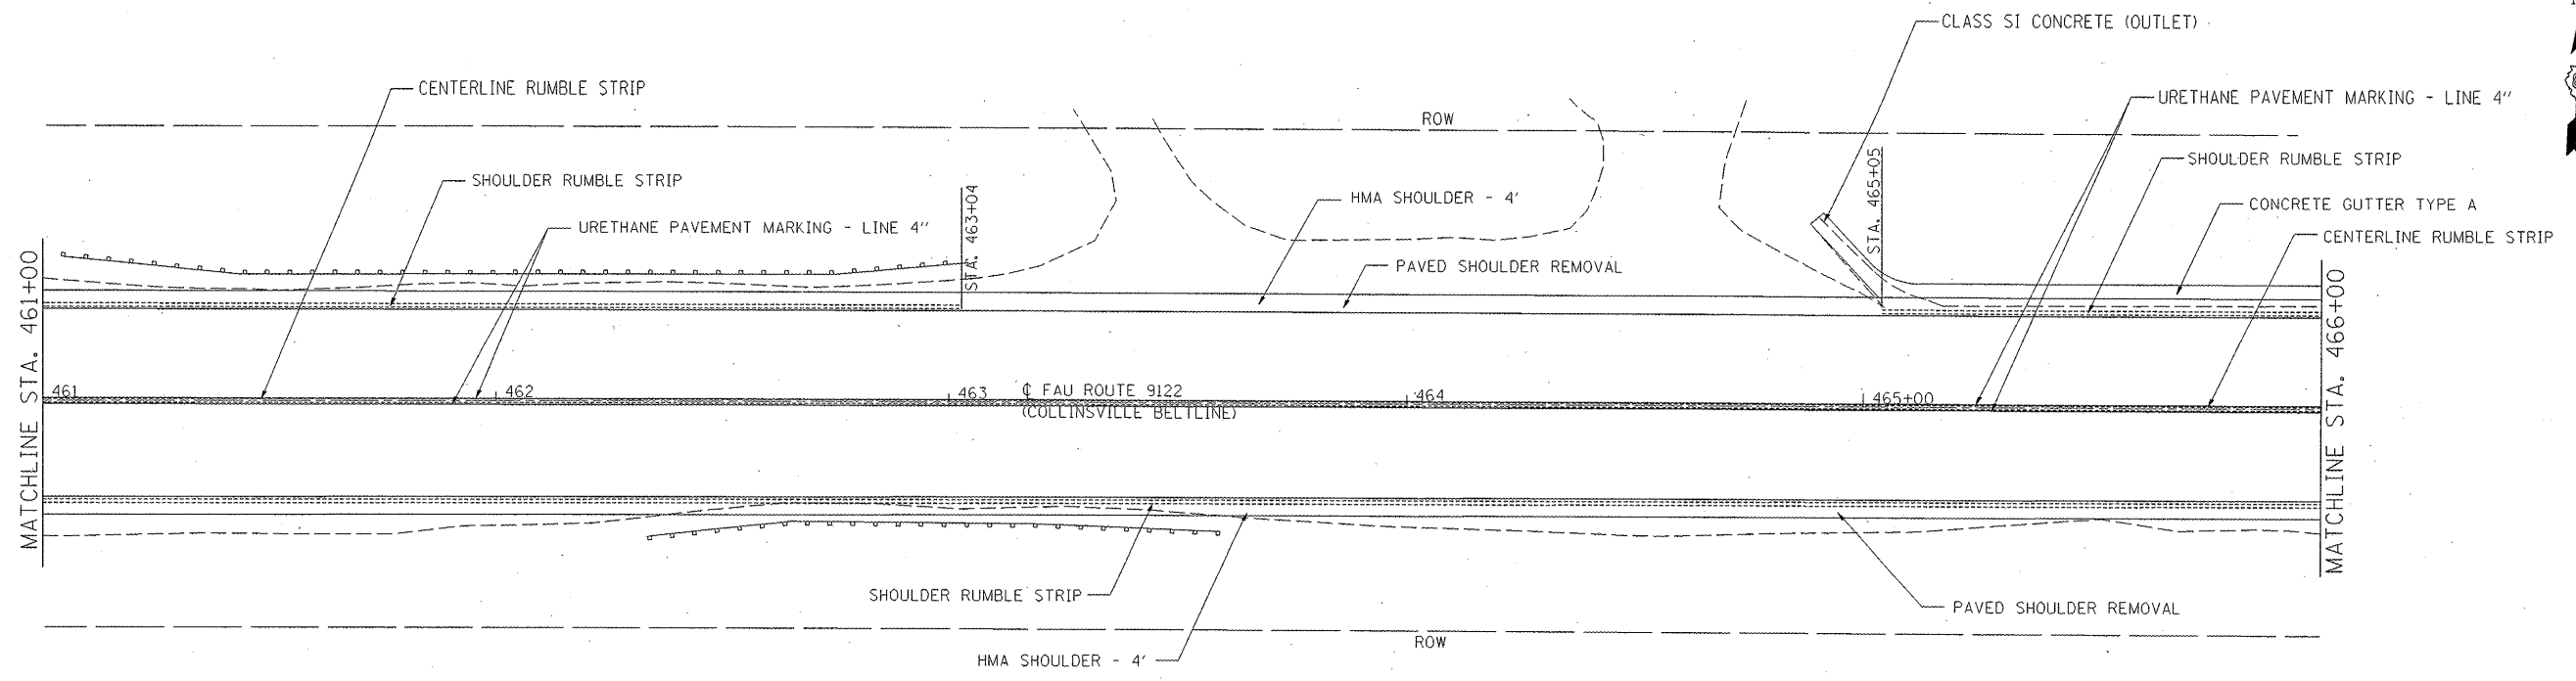 CLASS SI CONCRETE (OUTLET)
CENTERLINE RUMBLE STRIP
URETHANE PAVEMENT MARKING - LINE 4"
ROW
SHOULDER RUMBLE STRIP
SHOULDER RUMBLE STRIP
HMA SHOULDER - 4'
CONCRETE GUTTER TYPE A
URETHANE PAVEMENT MARKING - LINE 4"
CENTERLINE RUMBLE STRIP
STA. 463+04
STA. 465+05
PAVED SHOULDER REMOVAL
MATCHLINE STA. 461+00
MATCHLINE STA. 466+00
461
462
463
℄ FAU ROUTE 9122
(COLLINSVILLE BELTLINE)
464
465+00
SHOULDER RUMBLE STRIP
PAVED SHOULDER REMOVAL
ROW
HMA SHOULDER - 4'